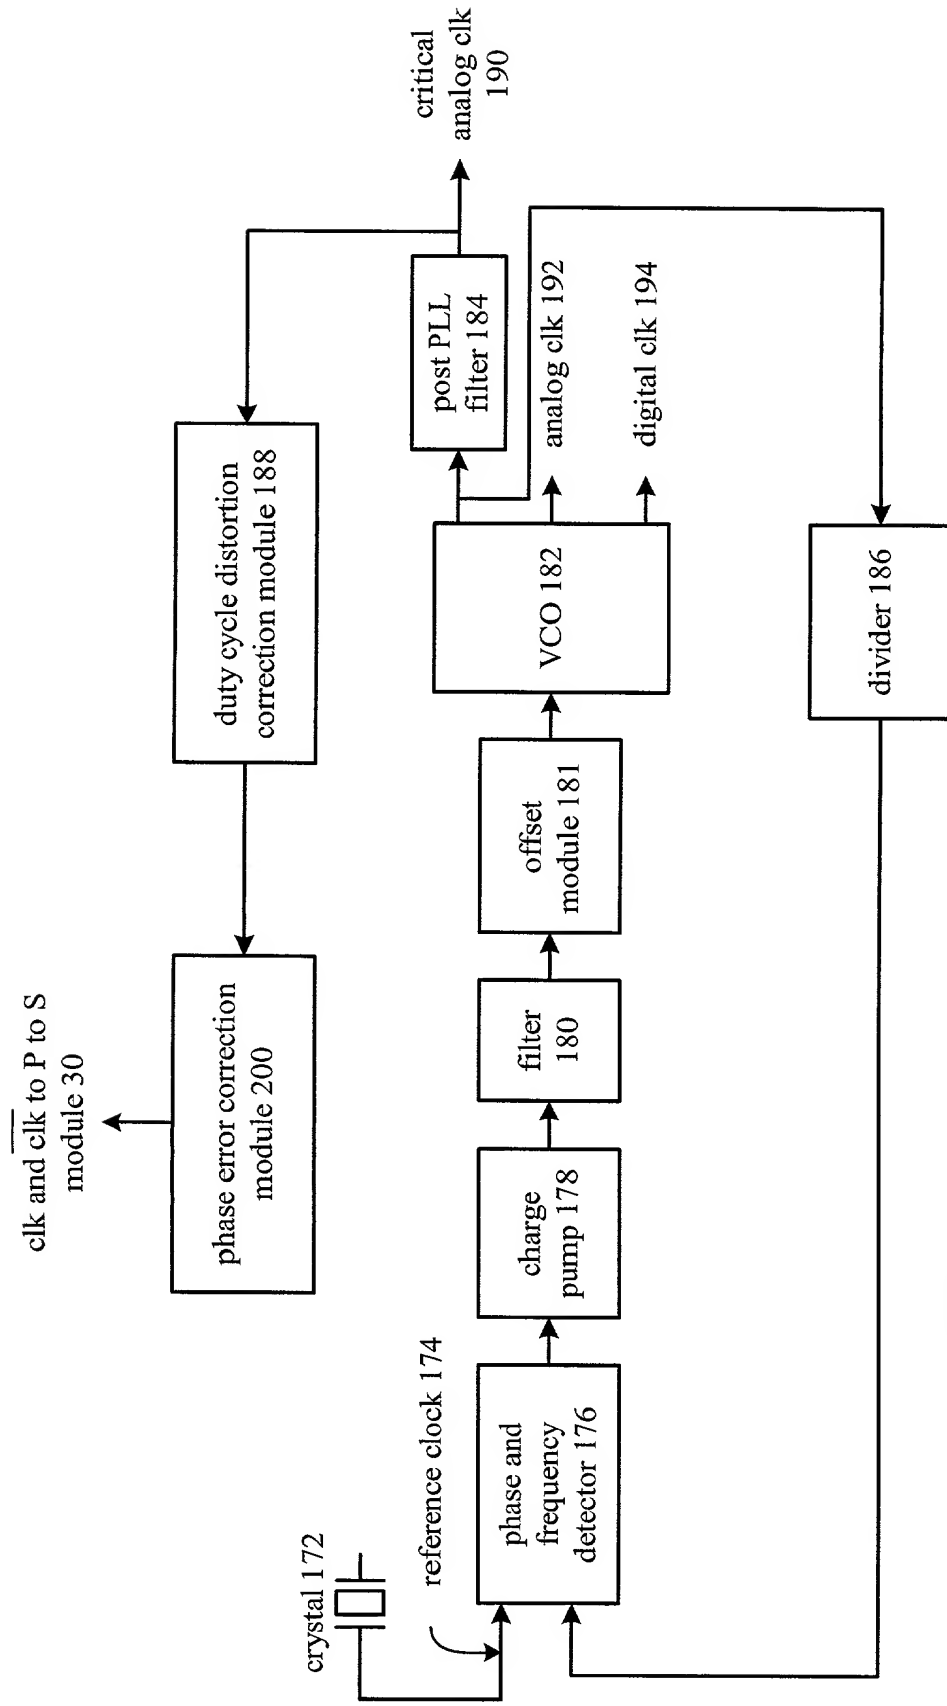 clk and clk to P to S
module 30
phase error correction
module 200
duty cycle distortion
correction module 188
critical
analog clk
190
crystal 172
reference clock 174
phase and
frequency
detector 176
charge
pump 178
filter
180
offset
module 181
VCO 182
post PLL
filter 184
analog clk 192
digital clk 194
divider 186